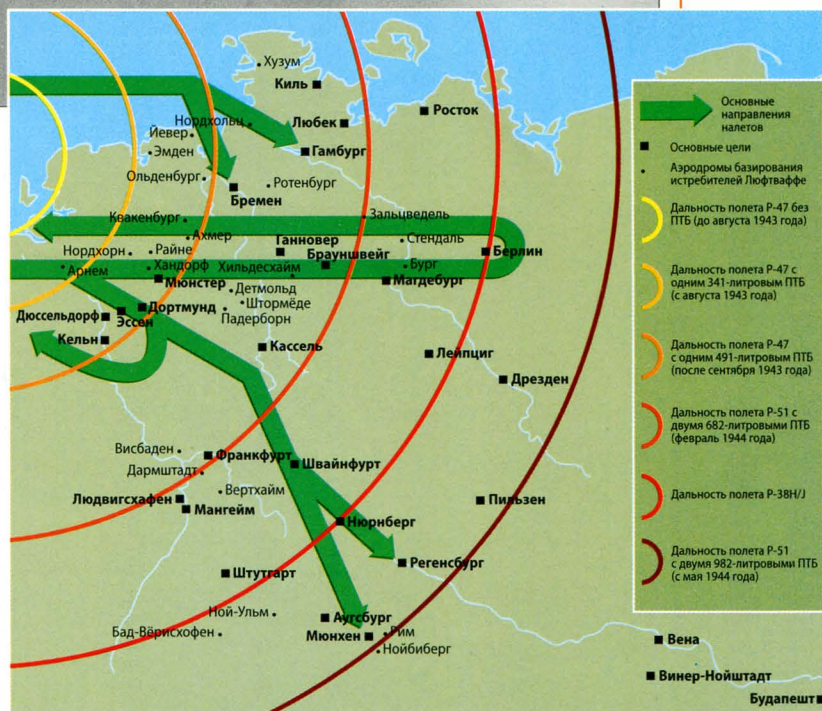 Хузум
Киль
Росток
Любек
Нордхольц
Йевер
Эмден
Гамбург
Ольденбург
Ротенбург
Бремен
Квакенбург
Зальцведель
Ахмер
Стендаль
Ганновер
Нордхорн
Райне
Брауншвейг
Берлин
Арнем
Хандорф
Хильдесхайм
Бург
Мюнстер
Магдебург
Детмольд
Штормёде
Дортмунд
Падерборн
Дюссельдорф
Эссен
Кельн
Кассель
Лейпциг
Дрезден
Висбаден
Франкфурт
Швайнфурт
Дармштадт
Вертхайм
Людвигсхафен
Мангейм
Пильзен
Нюрнберг
Регенсбург
Штутгарт
Ной-Ульм
Аугсбург
Бад-Вёрисхофен
Мюнхен
Рим
Нойбиберг
Вена
Винер-Нойштадт
Будапешт
Основные
направления
налетов
Основные цели
Аэродромы базирования
истребителей Люфтваффе
Дальность полета P-47 без
ПТБ (до августа 1943 года)
Дальность полета P-47 с
одним 341-литровым ПТБ
(с августа 1943 года)
Дальность полета P-47
с одним 491-литровым ПТБ
(после сентября 1943 года)
Дальность полета P-51 с
двумя 682-литровыми ПТБ
(февраль 1944 года)
Дальность полета P-38H/J
Дальность полета P-51
с двумя 982-литровыми ПТБ
(с мая 1944 года)